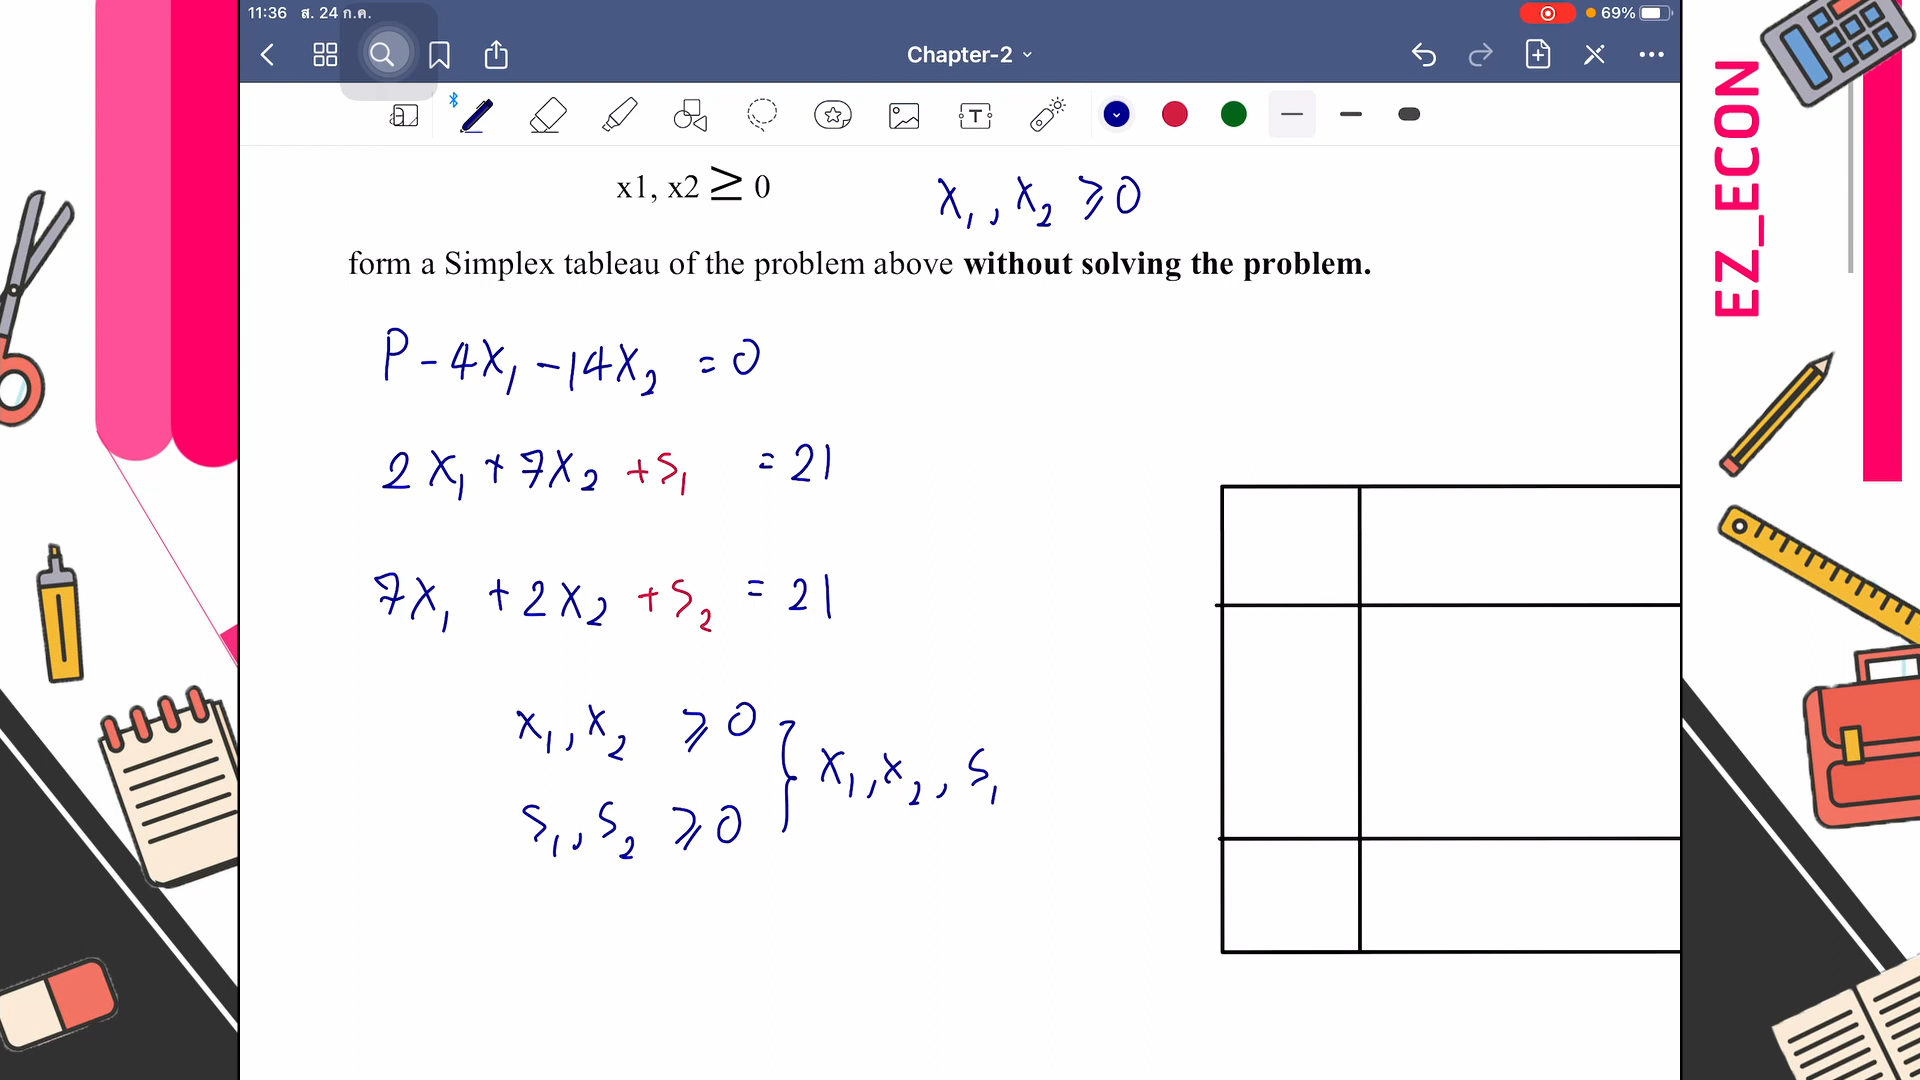 11:36 ส. 24 ก.ค.
69%
Chapter-2
T
x1, x2 ≥ 0
x₁, x₂ ≥ 0
form a Simplex tableau of the problem above without solving the problem.
P - 4x₁ - 14x₂ = 0
2x₁ + 7x₂ + S₁ = 21
7x₁ + 2x₂ + S₂ = 21
x₁, x₂ ≥ 0
x₁, x₂, S₁
S₁, S₂ ≥ 0
EZ_ECON